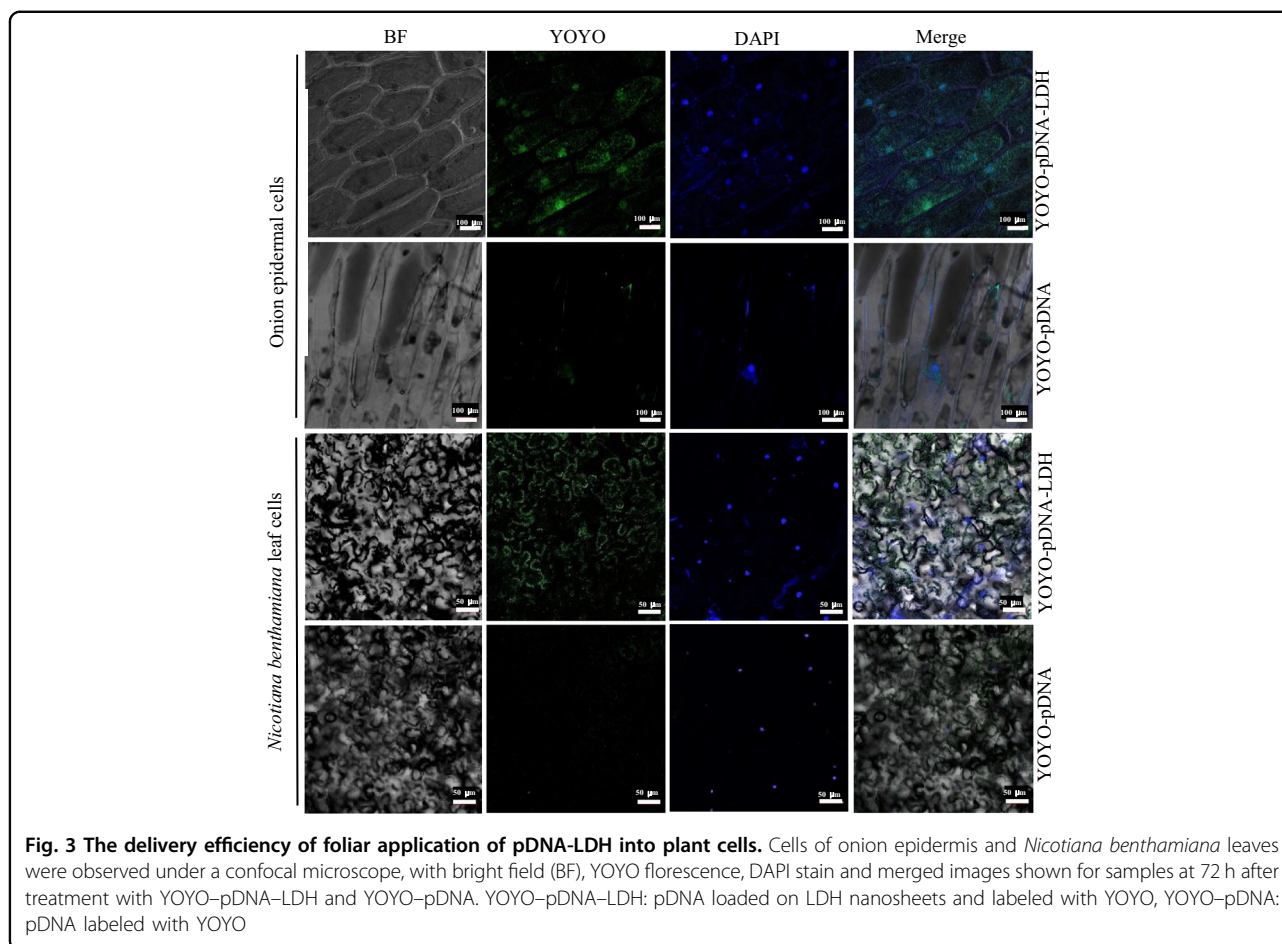 BF YOYO DAPI Merge
Onion epidermal cells
YOYO-pDNA-LDH
100 µm 100 µm 100 µm 100 µm
YOYO-pDNA
100 µm 100 µm 100 µm 100 µm
Nicotiana benthamiana leaf cells
YOYO-pDNA-LDH
50 µm 50 µm 50 µm 50 µm
YOYO-pDNA
50 µm 50 µm 50 µm 50 µm
Fig. 3 The delivery efficiency of foliar application of pDNA-LDH into plant cells. Cells of onion epidermis and Nicotiana benthamiana leaves
were observed under a confocal microscope, with bright field (BF), YOYO florescence, DAPI stain and merged images shown for samples at 72 h after
treatment with YOYO–pDNA–LDH and YOYO–pDNA. YOYO–pDNA–LDH: pDNA loaded on LDH nanosheets and labeled with YOYO, YOYO–pDNA:
pDNA labeled with YOYO